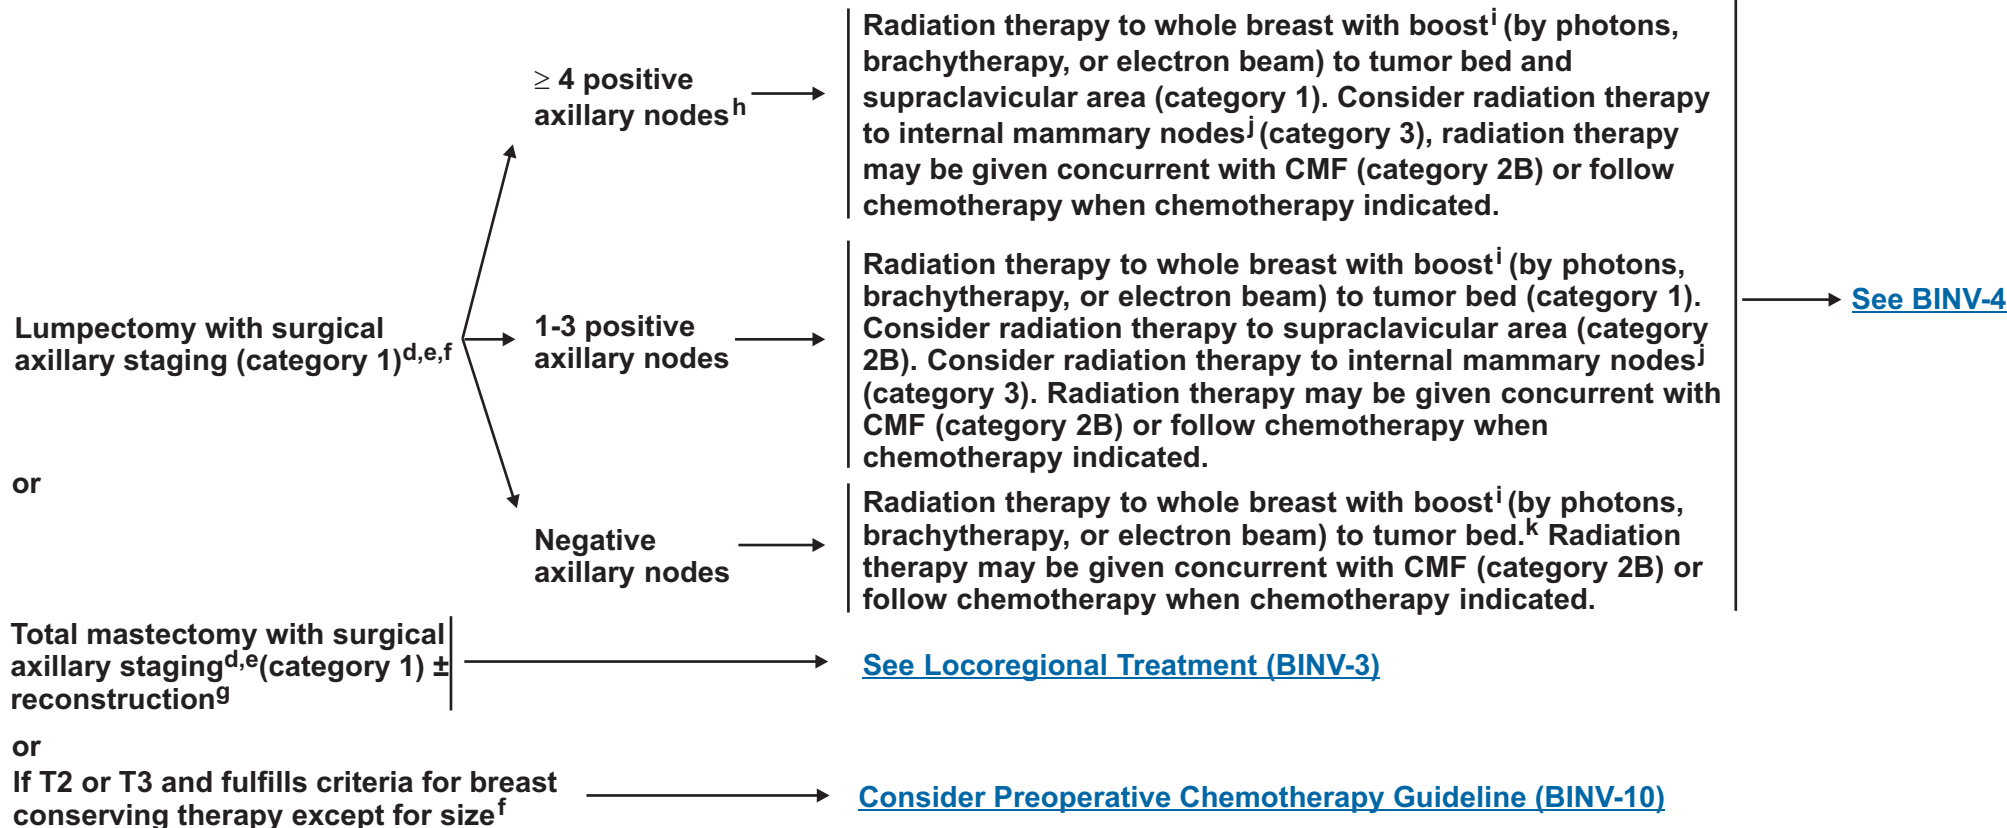 ≥ 4 positive
axillary nodesh
Radiation therapy to whole breast with boosti (by photons,
brachytherapy, or electron beam) to tumor bed and
supraclavicular area (category 1). Consider radiation therapy
to internal mammary nodesj (category 3), radiation therapy
may be given concurrent with CMF (category 2B) or follow
chemotherapy when chemotherapy indicated.
Lumpectomy with surgical
axillary staging (category 1)d,e,f
1-3 positive
axillary nodes
Radiation therapy to whole breast with boosti (by photons,
brachytherapy, or electron beam) to tumor bed (category 1).
Consider radiation therapy to supraclavicular area (category
2B). Consider radiation therapy to internal mammary nodesj
(category 3). Radiation therapy may be given concurrent with
CMF (category 2B) or follow chemotherapy when
chemotherapy indicated.
See BINV-4
or
Negative
axillary nodes
Radiation therapy to whole breast with boosti (by photons,
brachytherapy, or electron beam) to tumor bed.k Radiation
therapy may be given concurrent with CMF (category 2B) or
follow chemotherapy when chemotherapy indicated.
Total mastectomy with surgical
axillary stagingd,e(category 1) ±
reconstructiong
See Locoregional Treatment (BINV-3)
or
If T2 or T3 and fulfills criteria for breast
conserving therapy except for sizef
Consider Preoperative Chemotherapy Guideline (BINV-10)